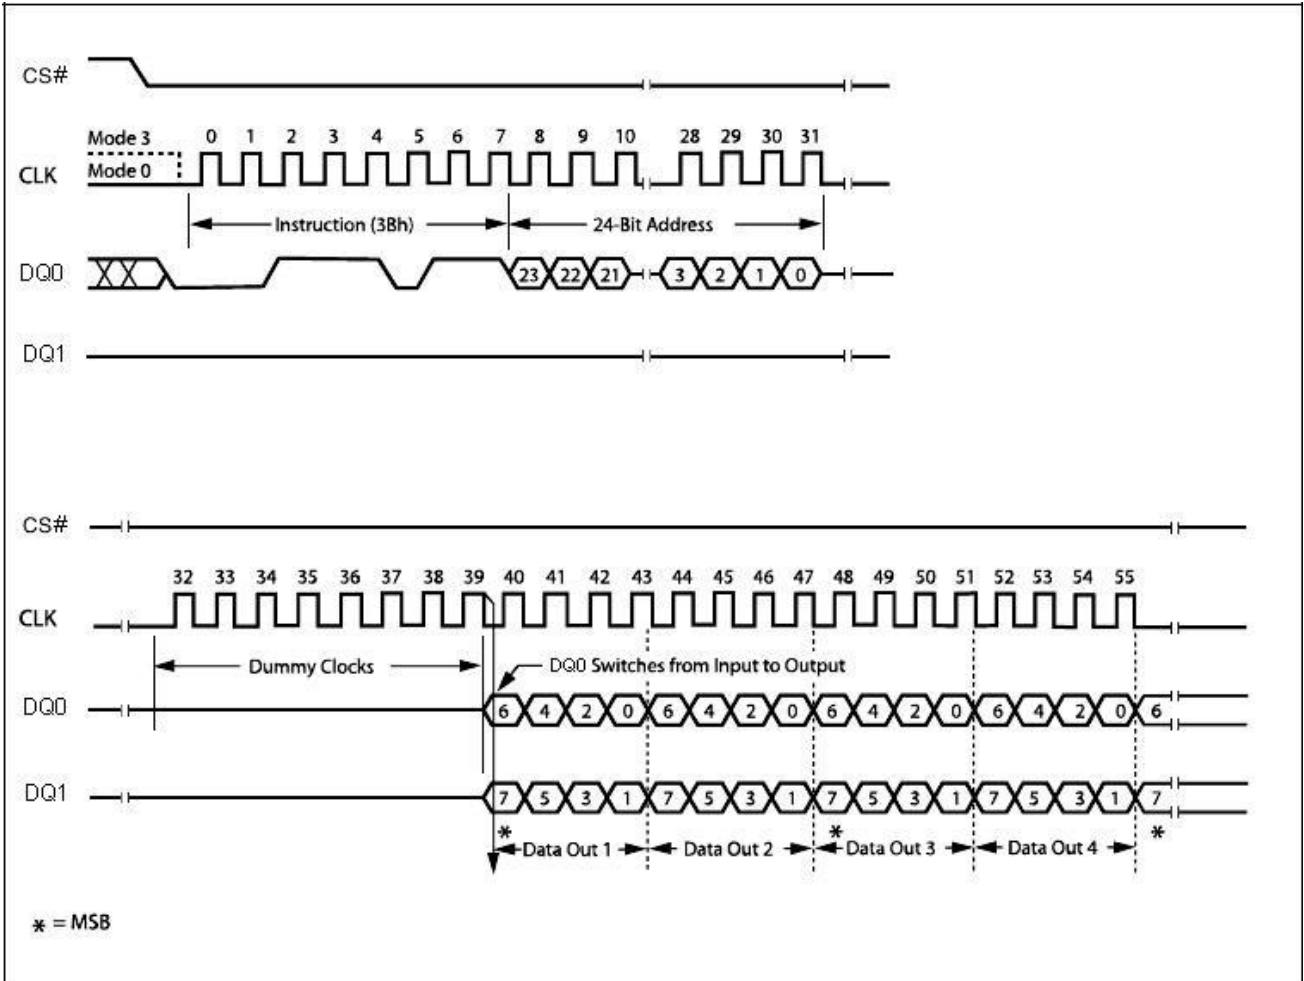 CS#
Mode 3 0 1 2 3 4 5 6 7 8 9 10 28 29 30 31
CLK Mode 0
Instruction (3Bh) 24-Bit Address
DQ0 23 22 21 3 2 1 0
DQ1
CS#
32 33 34 35 36 37 38 39 40 41 42 43 44 45 46 47 48 49 50 51 52 53 54 55
CLK
Dummy Clocks DQ0 Switches from Input to Output
DQ0 6 4 2 0 6 4 2 0 6 4 2 0 6 4 2 0 6
DQ1 7 5 3 1 7 5 3 1 7 5 3 1 7 5 3 1 7
* * *
Data Out 1 Data Out 2 Data Out 3 Data Out 4
* = MSB